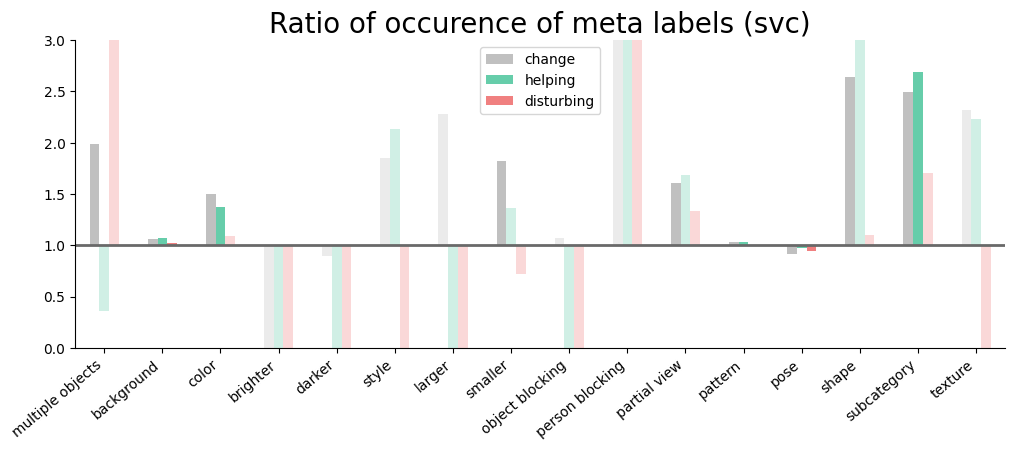 Ratio of occurence of meta labels (svc)
3.0
2.5
2.0
1.5
1.0
0.5
0.0
change
helping
disturbing
multiple objects
background
color
brighter
darker
style
larger
smaller
object blocking
person blocking
partial view
pattern
pose
shape
subcategory
texture